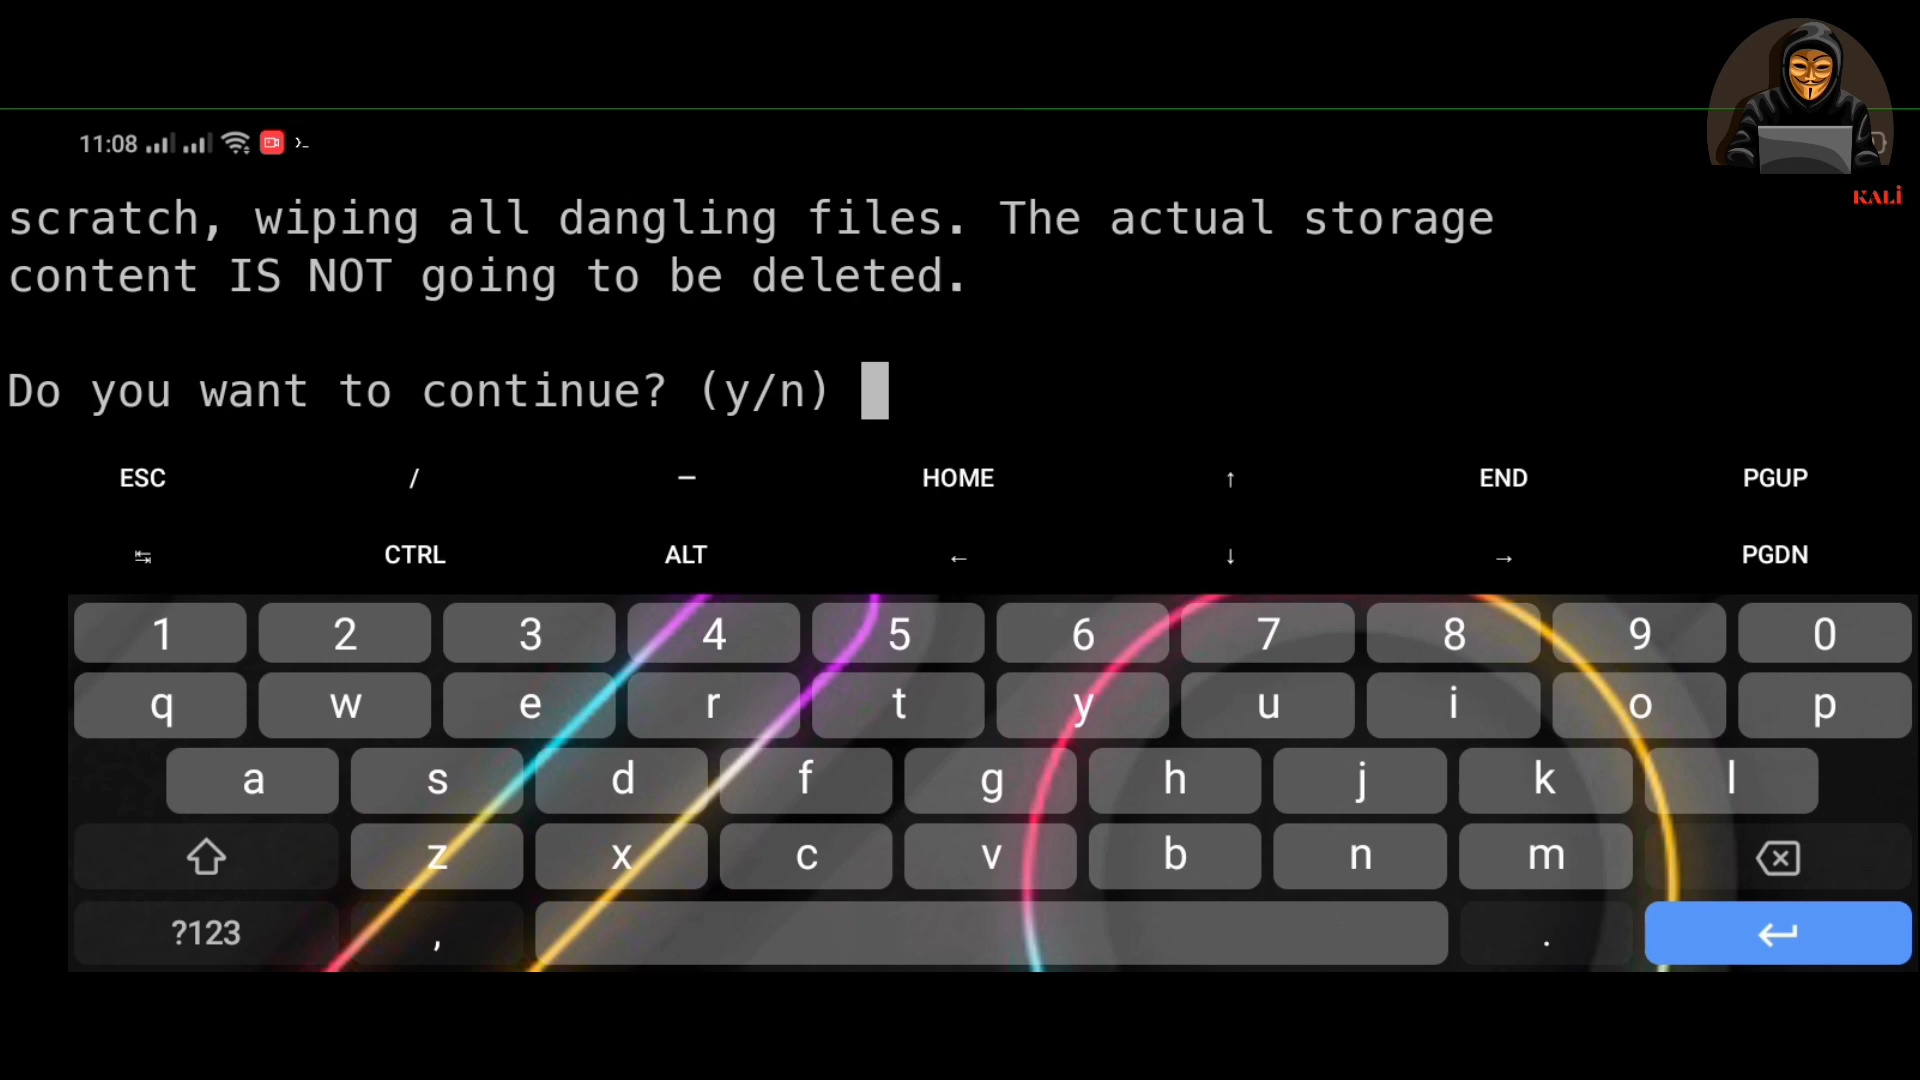 11:08
KALi
scratch, wiping all dangling files. The actual storage
content IS NOT going to be deleted.
Do you want to continue? (y/n)
ESC / — HOME ↑ END PGUP
↹ CTRL ALT ← ↓ → PGDN
1 2 3 4 5 6 7 8 9 0
q w e r t y u i o p
a s d f g h j k l
z x c v b n m
?123 , .